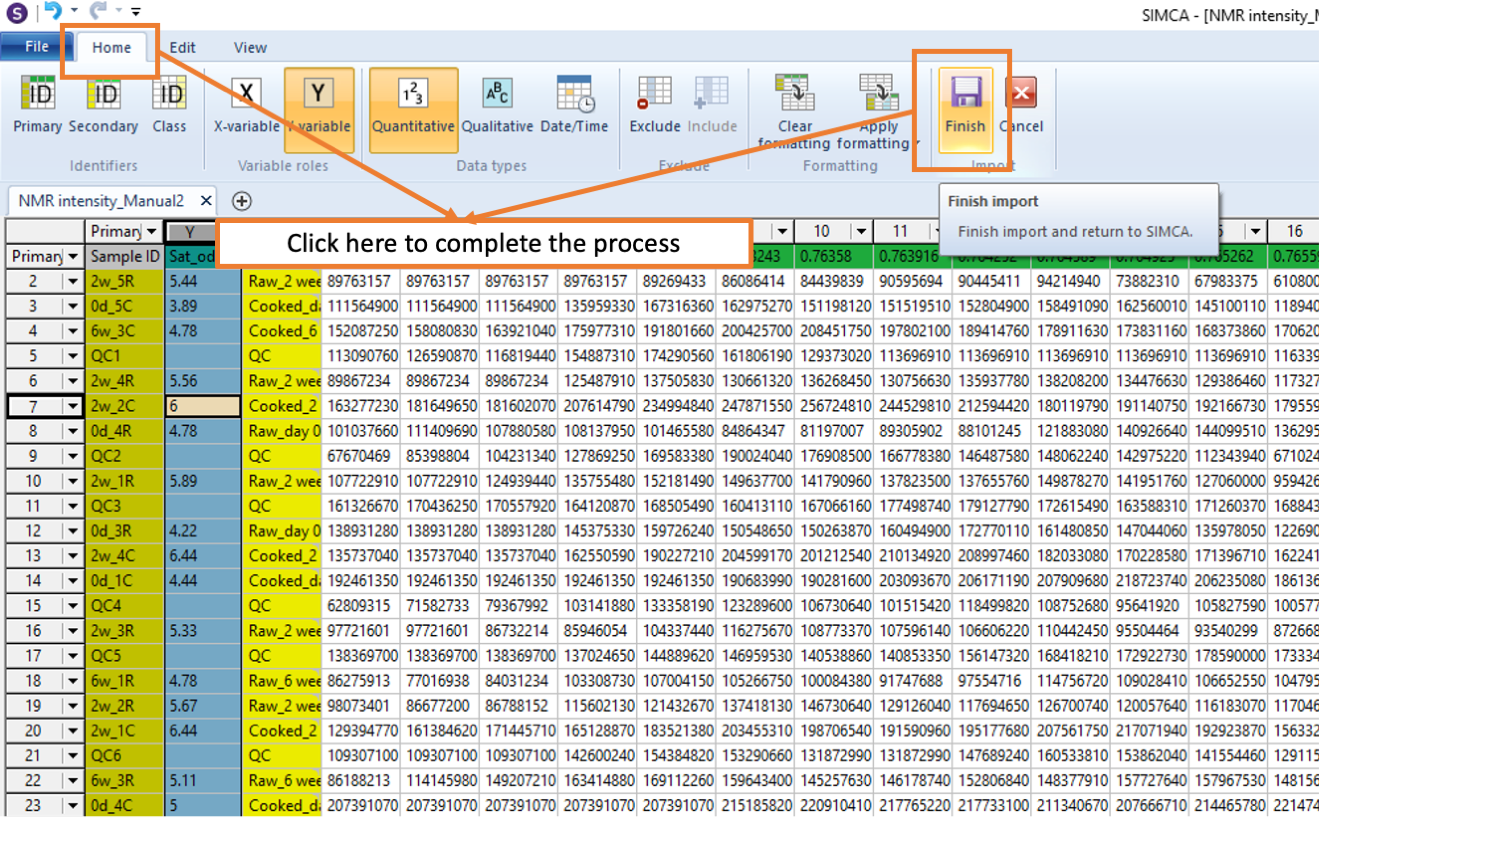 S
SIMCA - [NMR intensity_M
File Home Edit View
ID ID ID X Y 1 2 3 A B C
Primary Secondary Class X-variable Y-variable Quantitative Qualitative Date/Time Exclude Include Clear formatting Apply formatting Finish Cancel
Identifiers Variable roles Data types Exclude Formatting Import
NMR intensity_Manual2
Finish import
Finish import and return to SIMCA.
Click here to complete the process
Primary Y 10 11 16
Primary Sample ID Sat_od 0.76358 0.763916
2 2w_5R 5.44 Raw_2 wee 89763157 89763157 89763157 89763157 89269433 86086414 84439839 90595694 90445411 94214940 73882310 67983375 610800
3 0d_5C 3.89 Cooked_da 111564900 111564900 111564900 135959330 167316360 162975270 151198120 151519510 152804900 158491090 162560010 145100110 118940
4 6w_3C 4.78 Cooked_6 152087250 158080830 163921040 175977310 191801660 200425700 208451750 197802100 189414760 178911630 173831160 168373860 170620
5 QC1 QC 113090760 126590870 116819440 154887310 174290560 161806190 129373020 113696910 113696910 113696910 113696910 113696910 116339
6 2w_4R 5.56 Raw_2 wee 89867234 89867234 89867234 125487910 137505830 130661320 136268450 130756630 135937780 138208200 134476630 129386460 117327
7 2w_2C 6 Cooked_2 163277230 181649650 181602070 207614790 234994840 247871550 256724810 244529810 212594420 180119790 191140750 192166730 179559
8 0d_4R 4.78 Raw_day 0 101037660 111409690 107880580 108137950 101465580 84864347 81197007 89305902 88101245 121883080 140926640 144099510 136295
9 QC2 QC 67670469 85398804 104231340 127869250 169583380 190024040 176908500 166778380 146487580 148062240 142975220 112343940 671024
10 2w_1R 5.89 Raw_2 wee 107722910 107722910 124939440 135755480 152181490 149637700 141790960 137823500 137655760 149878270 141951760 127060000 959426
11 QC3 QC 161326670 170436250 170557920 164120870 168505490 160413110 167066160 177498740 179127790 172615490 163588310 171260370 168843
12 0d_3R 4.22 Raw_day 0 138931280 138931280 138931280 145375330 159726240 150548650 150263870 160494900 172770110 161480850 147044060 135978050 122690
13 2w_4C 6.44 Cooked_2 135737040 135737040 135737040 162550590 190227210 204599170 201212540 210134920 208997460 182033080 170228580 171396710 162241
14 0d_1C 4.44 Cooked_da 192461350 192461350 192461350 192461350 192461350 190683990 190281600 203093670 206171190 207909680 218723740 206235080 186136
15 QC4 QC 62809315 71582733 79367992 103141880 133358190 123289600 106730640 101515420 118499820 108752680 95641920 105827590 100577
16 2w_3R 5.33 Raw_2 wee 97721601 97721601 86732214 85946054 104337440 116275670 108773370 107596140 106606220 110442450 95504464 93540299 872668
17 QC5 QC 138369700 138369700 138369700 137024650 144889620 146959530 140538860 140853350 156147320 168418210 172922730 178590000 173334
18 6w_1R 4.78 Raw_6 wee 86275913 77016938 84031234 103308730 107004150 105266750 100084380 91747688 97554716 114756720 109028410 106652550 104795
19 2w_2R 5.67 Raw_2 wee 98073401 86677200 86788152 115602130 121432670 137418130 146730640 129126040 117694650 126700740 120057640 116183070 117046
20 2w_1C 6.44 Cooked_2 129394770 161384620 171445710 165128870 183521380 203455310 198706540 191590960 195177680 207561750 217071940 192923870 156332
21 QC6 QC 109307100 109307100 109307100 142600240 154384820 153290660 131872990 131872990 147689240 160533810 153862040 141554460 129115
22 6w_3R 5.11 Raw_6 wee 86188213 114145980 149207210 163414880 169112260 159643400 145257630 146178740 152806840 148377910 157727640 157967530 148156
23 0d_4C 5 Cooked_da 207391070 207391070 207391070 207391070 207391070 215185820 220910410 217765220 217733100 211340670 207666710 214465780 221474